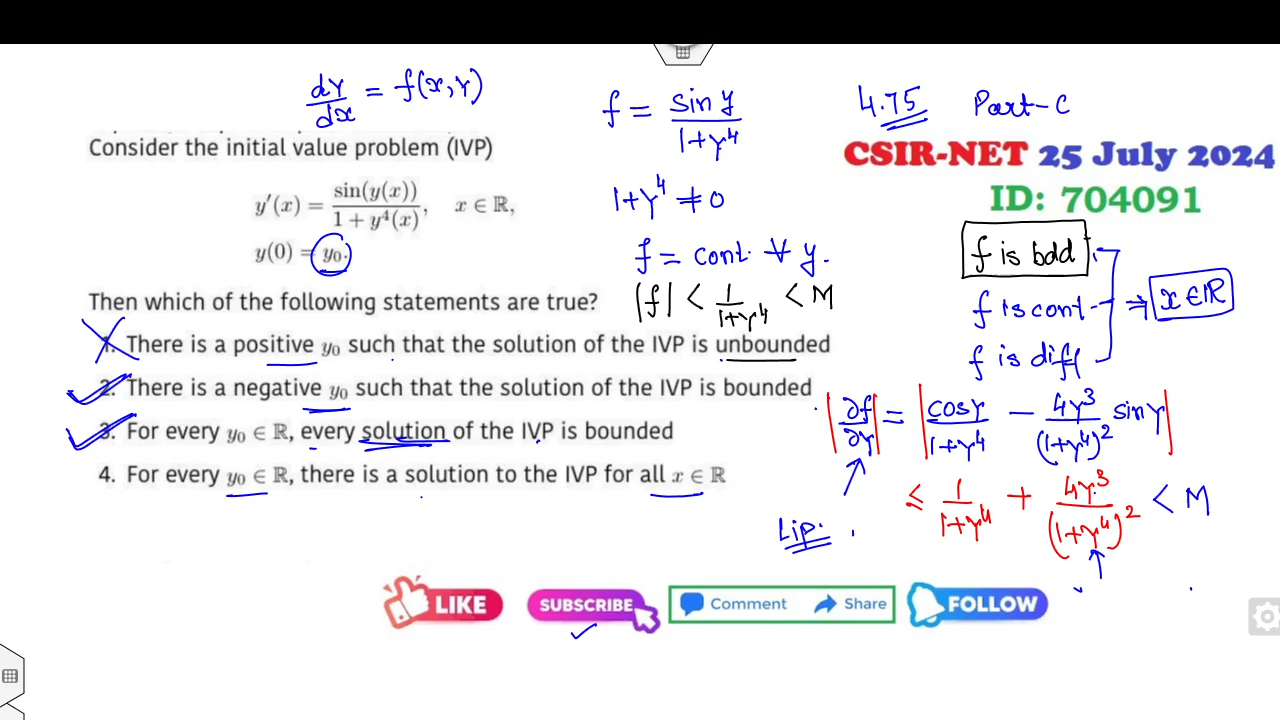 dy/dx = f(x,y)
f = sin y / 1+y⁴
4.75 Part-C
Consider the initial value problem (IVP)
CSIR-NET 25 July 2024
y′(x) = sin(y(x)) / 1 + y⁴(x), x ∈ ℝ,
1+y⁴ ≠ 0
ID: 704091
y(0) = y₀.
f = cont. ∀ y.
f is bdd
Then which of the following statements are true?
|f| < 1/1+y⁴ < M
f is cont
⇒ x ∈ ℝ
1. There is a positive y₀ such that the solution of the IVP is unbounded
f is diff
2. There is a negative y₀ such that the solution of the IVP is bounded
|∂f/∂y| = |cosy/1+y⁴ − 4y³/(1+y⁴)² sin y|
3. For every y₀ ∈ ℝ, every solution of the IVP is bounded
4. For every y₀ ∈ ℝ, there is a solution to the IVP for all x ∈ ℝ
≤ 1/1+y⁴ + 4y³/(1+y⁴)² < M
Lip.
LIKE
SUBSCRIBE
Comment
Share
FOLLOW